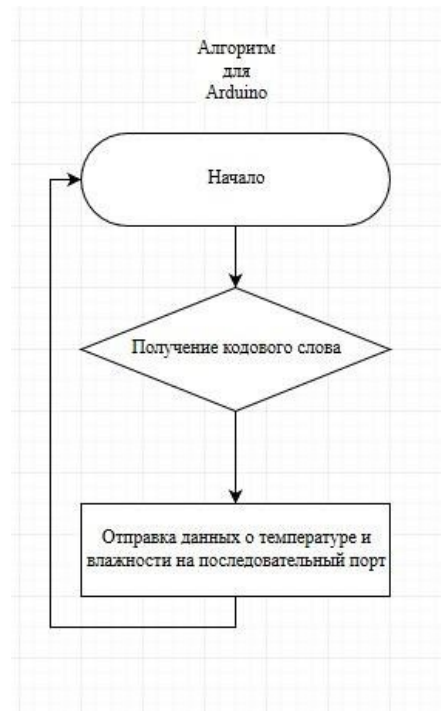 Алгоритм
для
Arduino
Начало
Получение кодового слова
Отправка данных о температуре и
влажности на последовательный порт